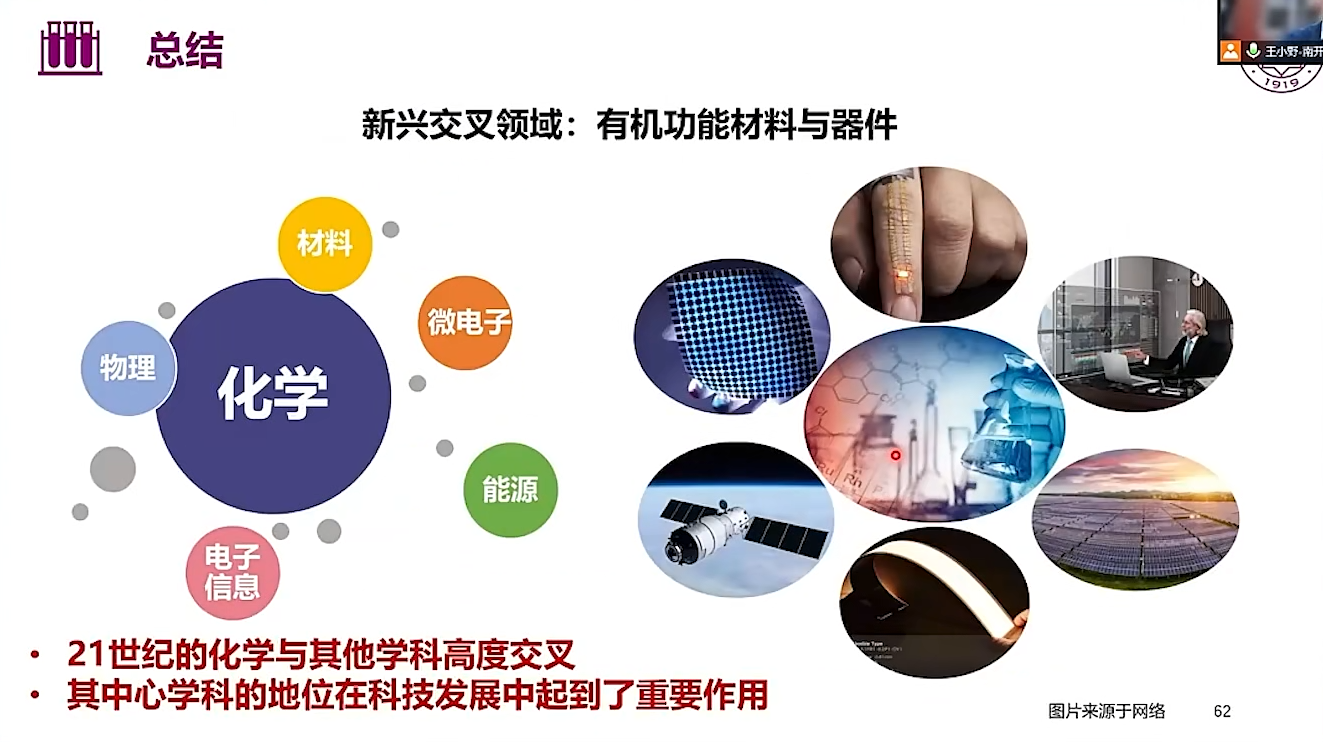 总结
王小野-南开
1919
新兴交叉领域：有机功能材料与器件
材料
微电子
物理
化学
能源
电子
信息
Cl
Ru
Rn
• 21世纪的化学与其他学科高度交叉
• 其中心学科的地位在科技发展中起到了重要作用
图片来源于网络
62